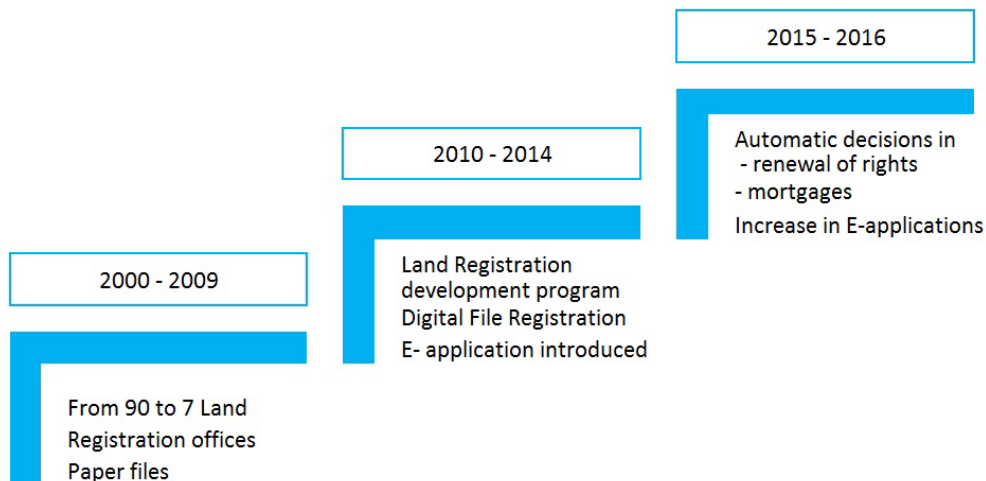 2000 - 2009
From 90 to 7 Land
Registration offices
Paper files
2010 - 2014
Land Registration
development program
Digital File Registration
E- application introduced
2015 - 2016
Automatic decisions in
- renewal of rights
- mortgages
Increase in E-applications